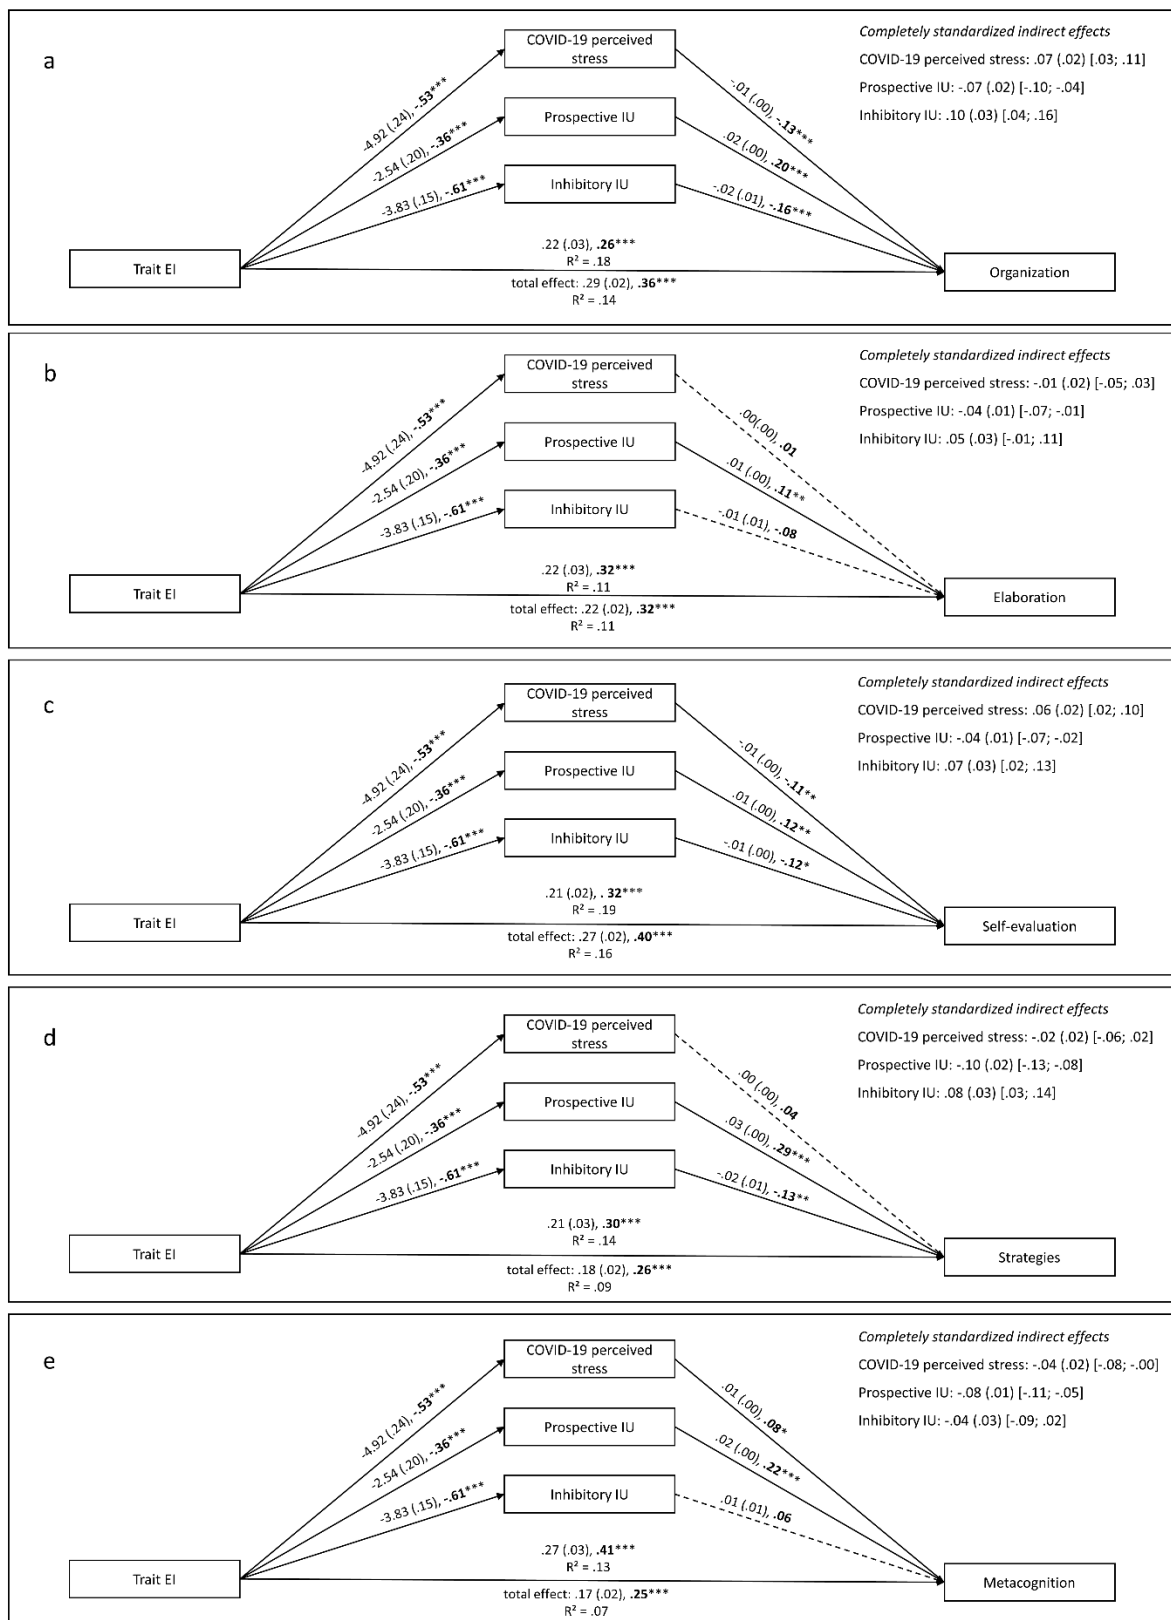 a
COVID-19 perceived
stress
Prospective IU
Inhibitory IU
Trait EI
Organization
-4.92 (.24), -.53***
-2.54 (.20), -.36***
-3.83 (.15), -.61***
-.01 (.00), -.13***
.02 (.00), .20***
-.02 (.01), -.16***
.22 (.03), .26***
R² = .18
total effect: .29 (.02), .36***
R² = .14
Completely standardized indirect effects
COVID-19 perceived stress: .07 (.02) [.03; .11]
Prospective IU: -.07 (.02) [-.10; -.04]
Inhibitory IU: .10 (.03) [.04; .16]
b
COVID-19 perceived
stress
Prospective IU
Inhibitory IU
Trait EI
Elaboration
-4.92 (.24), -.53***
-2.54 (.20), -.36***
-3.83 (.15), -.61***
.00(.00), .01
.01 (.00), .11**
-.01 (.01), -.08
.22 (.03), .32***
R² = .11
total effect: .22 (.02), .32***
R² = .11
Completely standardized indirect effects
COVID-19 perceived stress: -.01 (.02) [-.05; .03]
Prospective IU: -.04 (.01) [-.07; -.01]
Inhibitory IU: .05 (.03) [-.01; .11]
c
COVID-19 perceived
stress
Prospective IU
Inhibitory IU
Trait EI
Self-evaluation
-4.92 (.24), -.53***
-2.54 (.20), -.36***
-3.83 (.15), -.61***
-.01 (.00), -.11**
.01 (.00), .12**
-.01 (.00), -.12*
.21 (.02), . 32***
R² = .19
total effect: .27 (.02), .40***
R² = .16
Completely standardized indirect effects
COVID-19 perceived stress: .06 (.02) [.02; .10]
Prospective IU: -.04 (.01) [-.07; -.02]
Inhibitory IU: .07 (.03) [.02; .13]
d
COVID-19 perceived
stress
Prospective IU
Inhibitory IU
Trait EI
Strategies
-4.92 (.24), -.53***
-2.54 (.20), -.36***
-3.83 (.15), -.61***
.00 (.00), .04
.03 (.00), .29***
-.02 (.01), -.13**
.21 (.03), .30***
R² = .14
total effect: .18 (.02), .26***
R² = .09
Completely standardized indirect effects
COVID-19 perceived stress: -.02 (.02) [-.06; .02]
Prospective IU: -.10 (.02) [-.13; -.08]
Inhibitory IU: .08 (.03) [.03; .14]
e
COVID-19 perceived
stress
Prospective IU
Inhibitory IU
Trait EI
Metacognition
-4.92 (.24), -.53***
-2.54 (.20), -.36***
-3.83 (.15), -.61***
.01 (.00), .08*
.02 (.00), .22***
.01 (.01), .06
.27 (.03), .41***
R² = .13
total effect: .17 (.02), .25***
R² = .07
Completely standardized indirect effects
COVID-19 perceived stress: -.04 (.02) [-.08; -.00]
Prospective IU: -.08 (.01) [-.11; -.05]
Inhibitory IU: -.04 (.03) [-.09; .02]